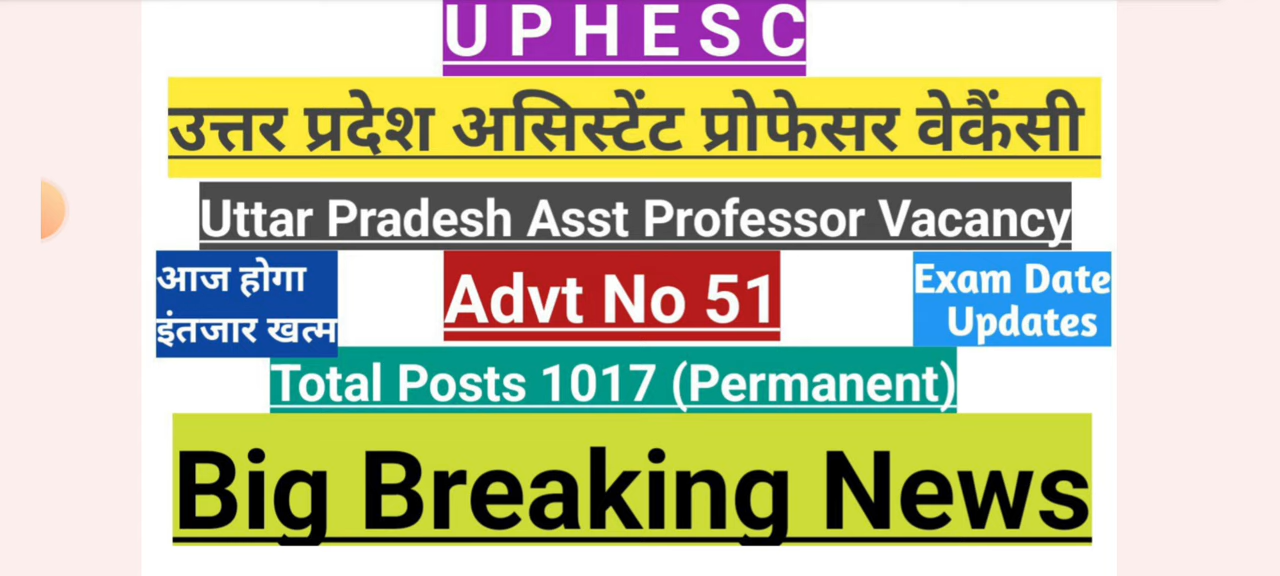 U P H E S C
उत्तर प्रदेश असिस्टेंट प्रोफेसर वेकैंसी
Uttar Pradesh Asst Professor Vacancy
आज होगा
इंतजार खत्म
Advt No 51
Exam Date
Updates
Total Posts 1017 (Permanent)
Big Breaking News